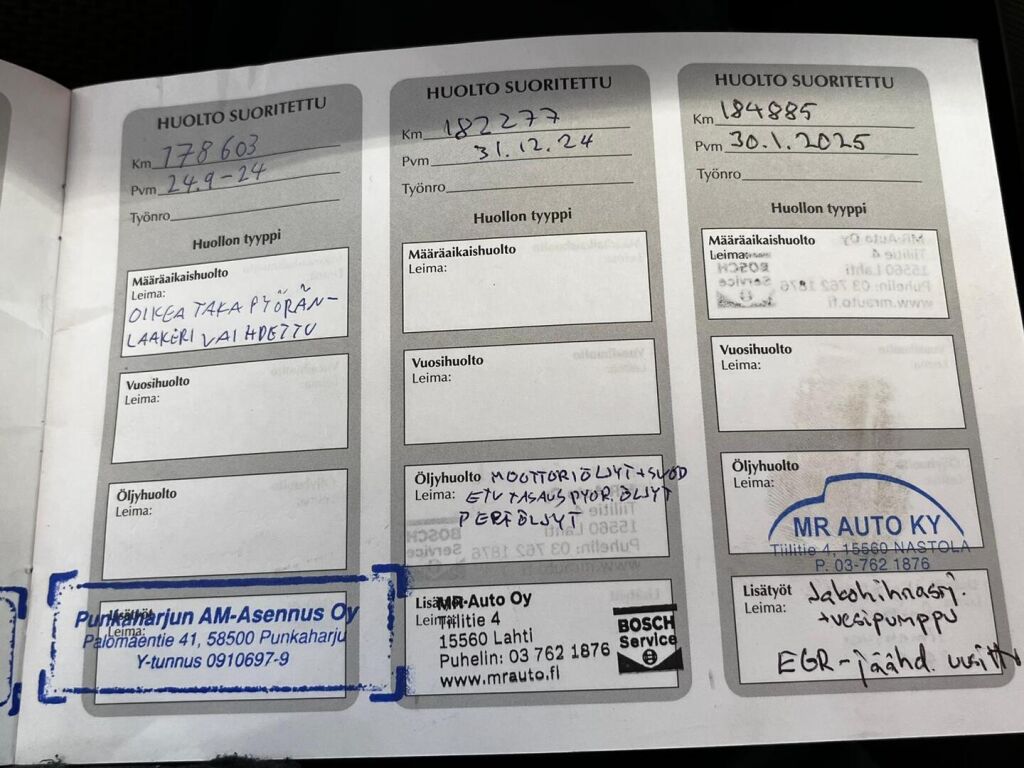 HUOLTO SUORITETTU
Km 178603
Pvm 24.9-24
Työnro
Huollon tyyppi
Määräaikaishuolto
Leima:
OIKEA TAKA PYÖRÄN-
LAAKERI VAIHDETTU
Vuosihuolto
Leima:
Öljyhuolto
Leima:
Lisätyöt
Leima:
Punkaharjun AM-Asennus Oy
Palomäentie 41, 58500 Punkaharju
Y-tunnus 0910697-9
HUOLTO SUORITETTU
Km 182277
Pvm 31.12.24
Työnro
Huollon tyyppi
Määräaikaishuolto
Leima:
Vuosihuolto
Leima:
Öljyhuolto MOOTTORIÖLJYT+SUOD
Leima: ETU TASAUSPYÖR. ÖLJYT
PERÄÖLJYT
Lisätyöt
Leima:
MR-Auto Oy
Tiilitie 4
15560 Lahti
Puhelin: 03 762 1876
www.mrauto.fi
BOSCH
Service
HUOLTO SUORITETTU
Km 184885
Pvm 30.1.2025
Työnro
Huollon tyyppi
Määräaikaishuolto
Leima:
Vuosihuolto
Leima:
Öljyhuolto
Leima:
MR AUTO KY
Tiilitie 4, 15560 NASTOLA
P. 03-762 1876
Lisätyöt Jakohihnasrj.
Leima: +vesipumppu
EGR-jäähd. uusittu